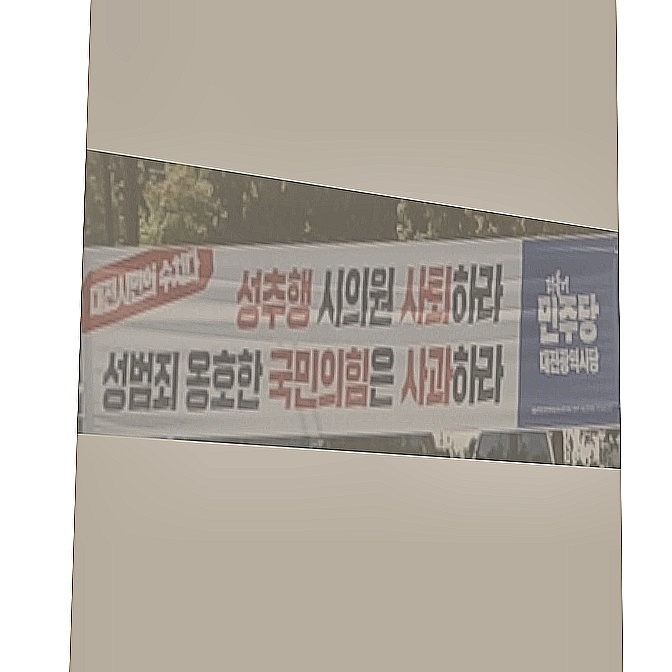 대전시민의 수치다
성추행 시의원 사퇴하라
성범죄 옹호한 국민의힘은 사과하라
더불어
민주당
대전광역시당